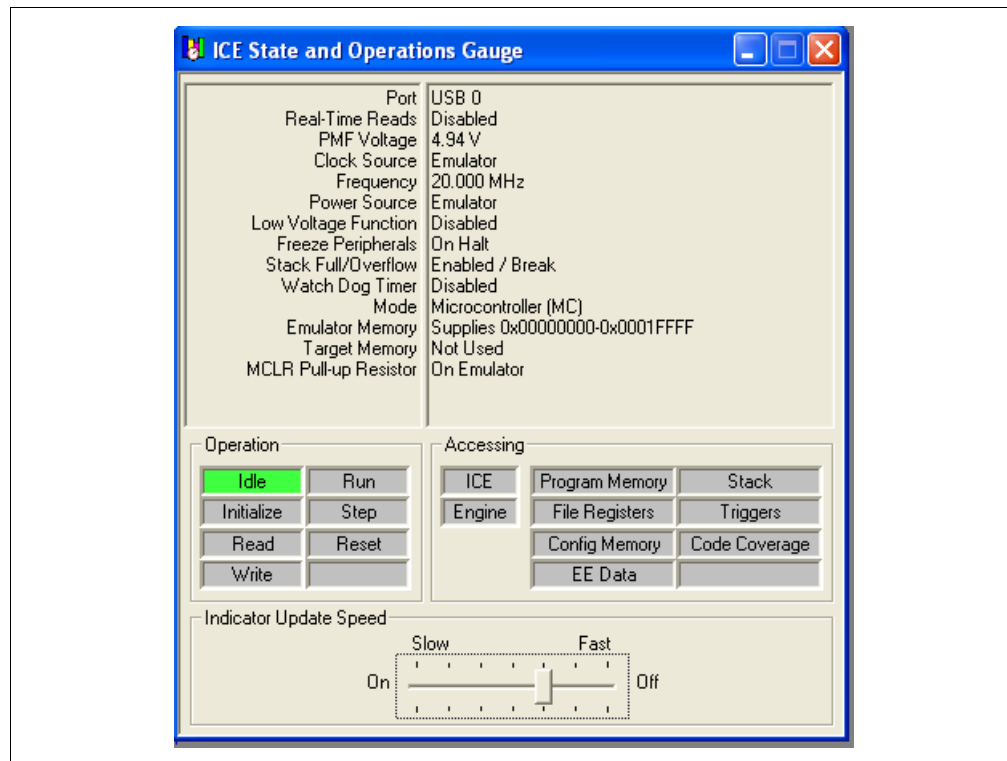 ICE State and Operations Gauge
Port USB 0
Real-Time Reads Disabled
PMF Voltage 4.94 V
Clock Source Emulator
Frequency 20.000 MHz
Power Source Emulator
Low Voltage Function Disabled
Freeze Peripherals On Halt
Stack Full/Overflow Enabled / Break
Watch Dog Timer Disabled
Mode Microcontroller (MC)
Emulator Memory Supplies 0x00000000-0x0001FFFF
Target Memory Not Used
MCLR Pull-up Resistor On Emulator
Operation
Idle Run
Initialize Step
Read Reset
Write
Accessing
ICE Program Memory Stack
Engine File Registers Triggers
Config Memory Code Coverage
EE Data
Indicator Update Speed
Slow Fast
On Off